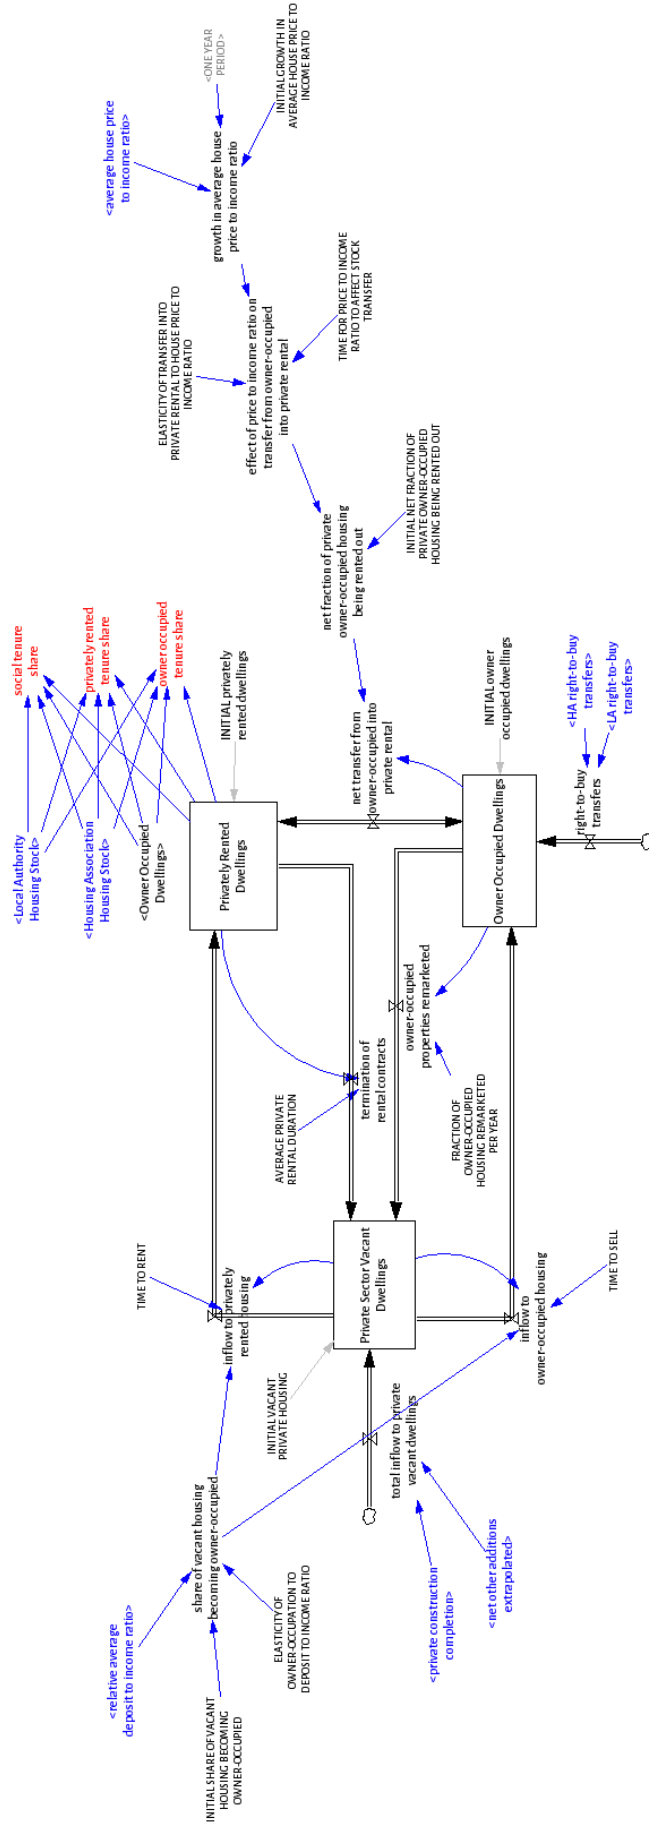 <relative average
deposit to income ratio>
INITIAL SHARE OF VACANT
HOUSING BECOMING
OWNER-OCCUPIED
share of vacant housing
becoming owner-occupied
ELASTICITY OF
OWNER-OCCUPATION TO
DEPOSIT TO INCOME RATIO
<private construction
completion>
<net other additions
extrapolated>
total inflow to private
vacant dwellings
INITIAL VACANT
PRIVATE HOUSING
TIME TO RENT
inflow to privately
rented housing
Private Sector Vacant
Dwellings
inflow to
owner-occupied housing
TIME TO SELL
AVERAGE PRIVATE
RENTAL DURATION
termination of
rental contracts
FRACTION OF
OWNER-OCCUPIED
HOUSING REMARKETED
PER YEAR
owner-occupied
properties remarketed
<Local Authority
Housing Stock>
<Housing Association
Housing Stock>
<Owner Occupied
Dwellings>
Privately Rented
Dwellings
Owner Occupied Dwellings
right-to-buy
transfers
<HA right-to-buy
transfers>
<LA right-to-buy
transfers>
INITIAL privately
rented dwellings
INITIAL owner
occupied dwellings
net transfer from
owner-occupied into
private rental
social tenure
share
privately rented
tenure share
owner occupied
tenure share
net fraction of private
owner-occupied housing
being rented out
INITIAL NET FRACTION OF
PRIVATE OWNER-OCCUPIED
HOUSING BEING RENTED OUT
ELASTICITY OF TRANSFER INTO
PRIVATE RENTAL TO HOUSE PRICE TO
INCOME RATIO
effect of price to income ratio on
transfer from owner-occupied
into private rental
TIME FOR PRICE TO INCOME
RATIO TO AFFECT STOCK
TRANSFER
<average house price
to income ratio>
growth in average house
price to income ratio
<ONE YEAR
PERIOD>
INITIAL GROWTH IN
AVERAGE HOUSE PRICE TO
INCOME RATIO